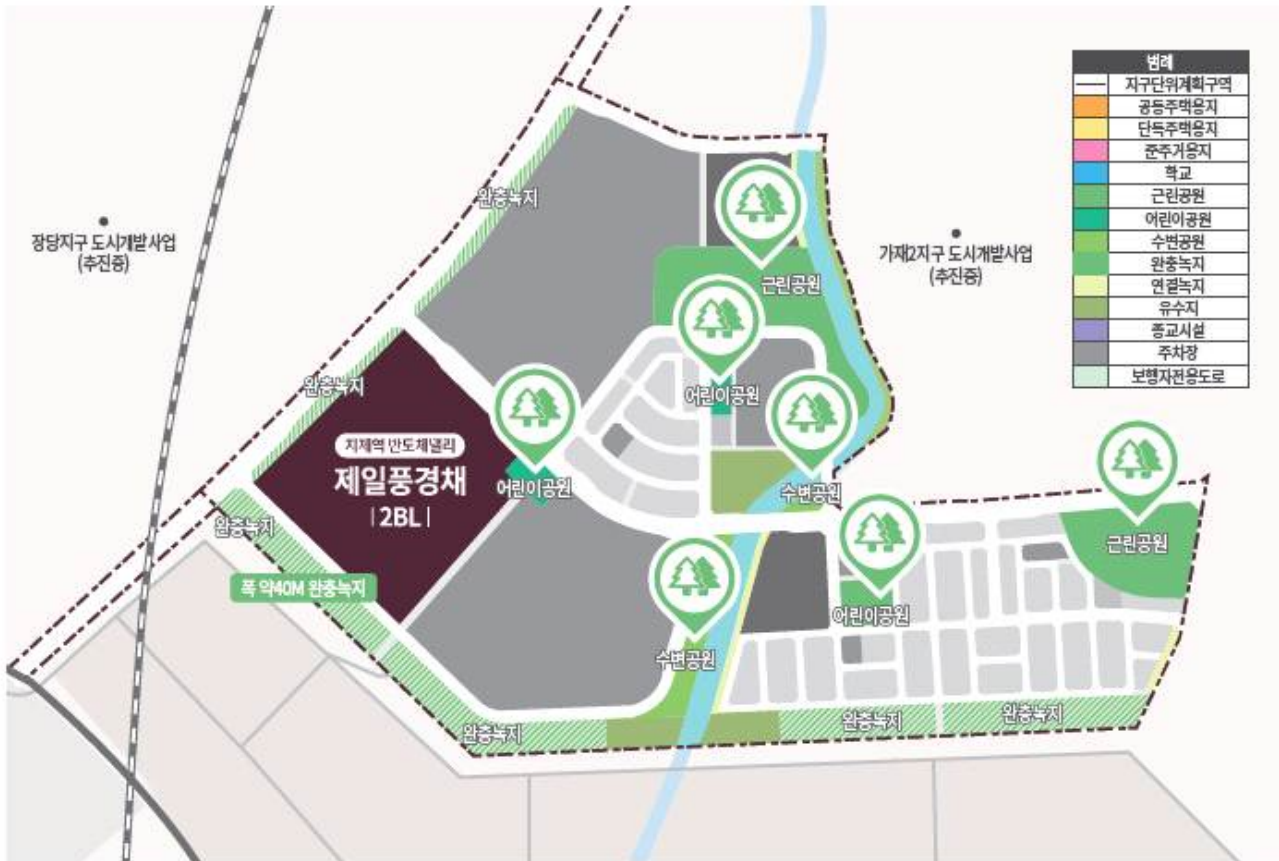 범례
지구단위계획구역
공동주택용지
단독주택용지
준주거용지
학교
근린공원
어린이공원
수변공원
완충녹지
연결녹지
유수지
종교시설
주차장
보행자전용도로
완충녹지
장당지구 도시개발사업
(추진중)
가재2지구 도시개발사업
(추진중)
근린공원
완충녹지
어린이공원
지제역 반도체밸리
제일풍경채
2BL
어린이공원
수변공원
완충녹지
근린공원
폭 약40M 완충녹지
어린이공원
수변공원
완충녹지
완충녹지
완충녹지